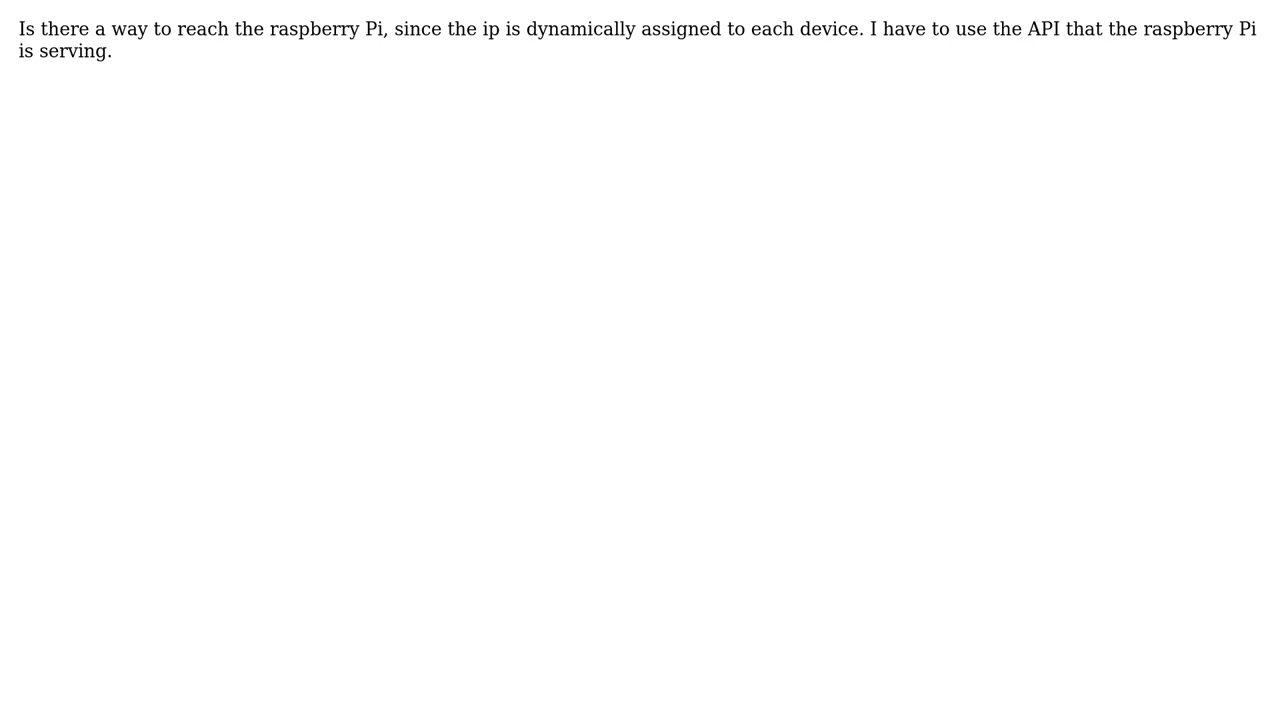 Is there a way to reach the raspberry Pi, since the ip is dynamically assigned to each device. I have to use the API that the raspberry Pi
is serving.